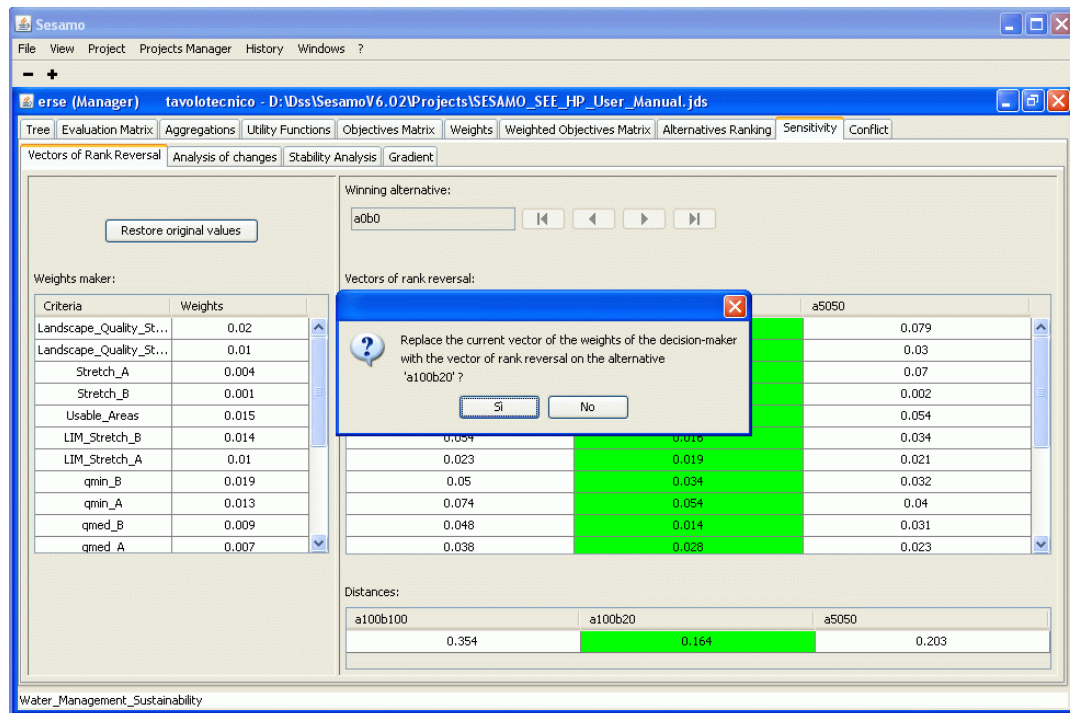 Sesamo
File View Project Projects Manager History Windows ?
erse (Manager) tavolotecnico - D:\Dss\SesamoV6.02\Projects\SESAMO_SEE_HP_User_Manual.jds
Tree Evaluation Matrix Aggregations Utility Functions Objectives Matrix Weights Weighted Objectives Matrix Alternatives Ranking Sensitivity Conflict
Vectors of Rank Reversal Analysis of changes Stability Analysis Gradient
Winning alternative:
a0b0
Restore original values
Weights maker:
Vectors of rank reversal:
Criteria Weights
a5050
Landscape_Quality_St... 0.02
0.079
Landscape_Quality_St... 0.01
0.03
Stretch_A 0.004
0.07
Stretch_B 0.001
0.002
Usable_Areas 0.015
0.054
LIM_Stretch_B 0.014
0.054 0.016 0.034
LIM_Stretch_A 0.01
0.023 0.019 0.021
qmin_B 0.019
0.05 0.034 0.032
qmin_A 0.013
0.074 0.054 0.04
qmed_B 0.009
0.048 0.014 0.031
qmed_A 0.007
0.038 0.028 0.023
Replace the current vector of the weights of the decision-maker
with the vector of rank reversal on the alternative
'a100b20' ?
Sì No
Distances:
a100b100 a100b20 a5050
0.354 0.164 0.203
Water_Management_Sustainability